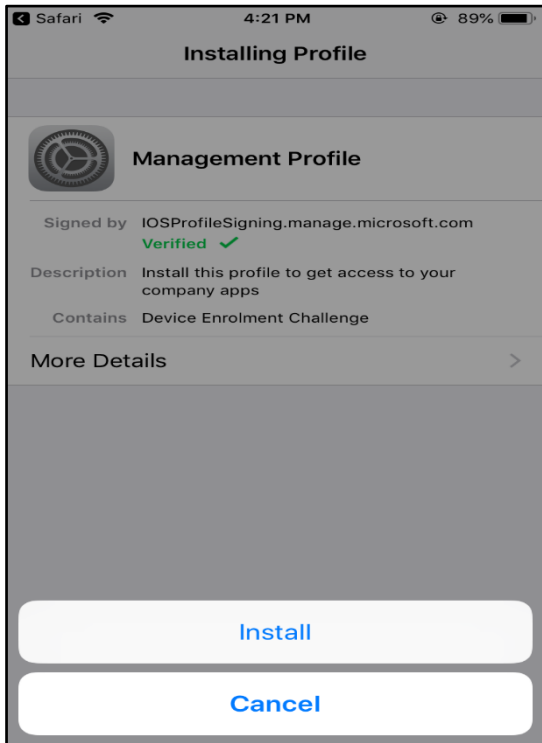 Safari 4:21 PM 89%
Installing Profile
Management Profile
Signed by IOSProfileSigning.manage.microsoft.com
Verified
Description Install this profile to get access to your
company apps
Contains Device Enrolment Challenge
More Details
Install
Cancel